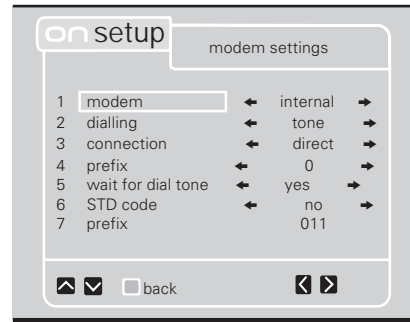 on setup
modem settings
1 modem internal
2 dialling tone
3 connection direct
4 prefix 0
5 wait for dial tone yes
6 STD code no
7 prefix 011
back